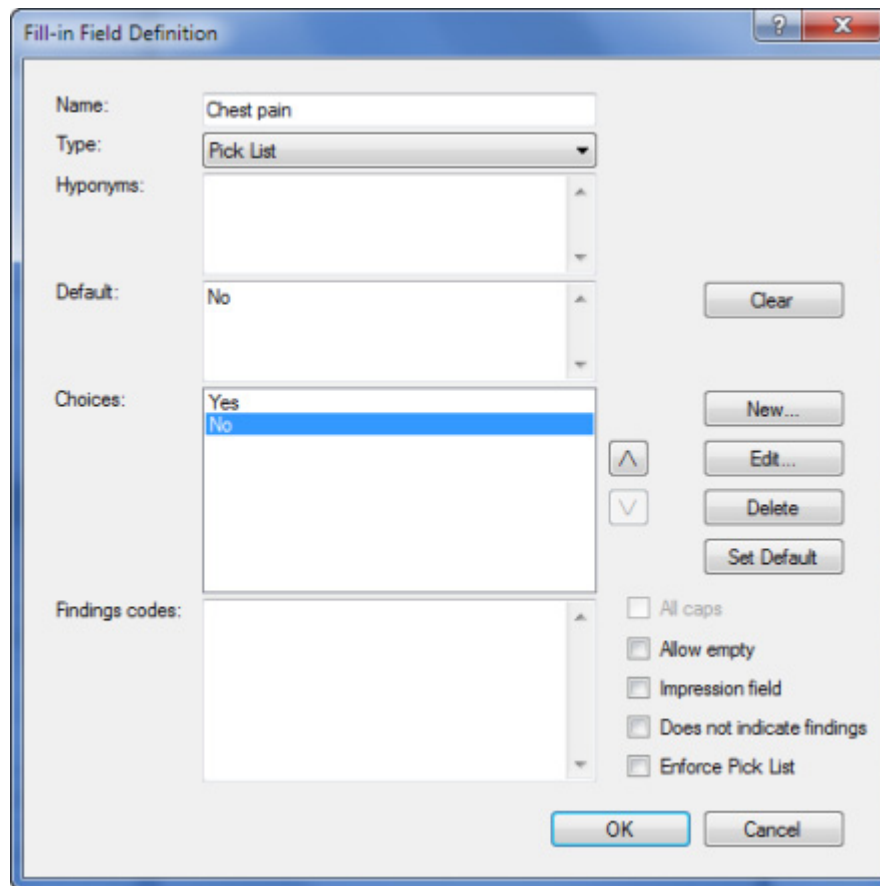 Fill-in Field Definition
Name: Chest pain
Type: Pick List
Hyponyms:
Default: No Clear
Choices: Yes New...
No
Edit...
Delete
Set Default
Findings codes: All caps
Allow empty
Impression field
Does not indicate findings
Enforce Pick List
OK Cancel